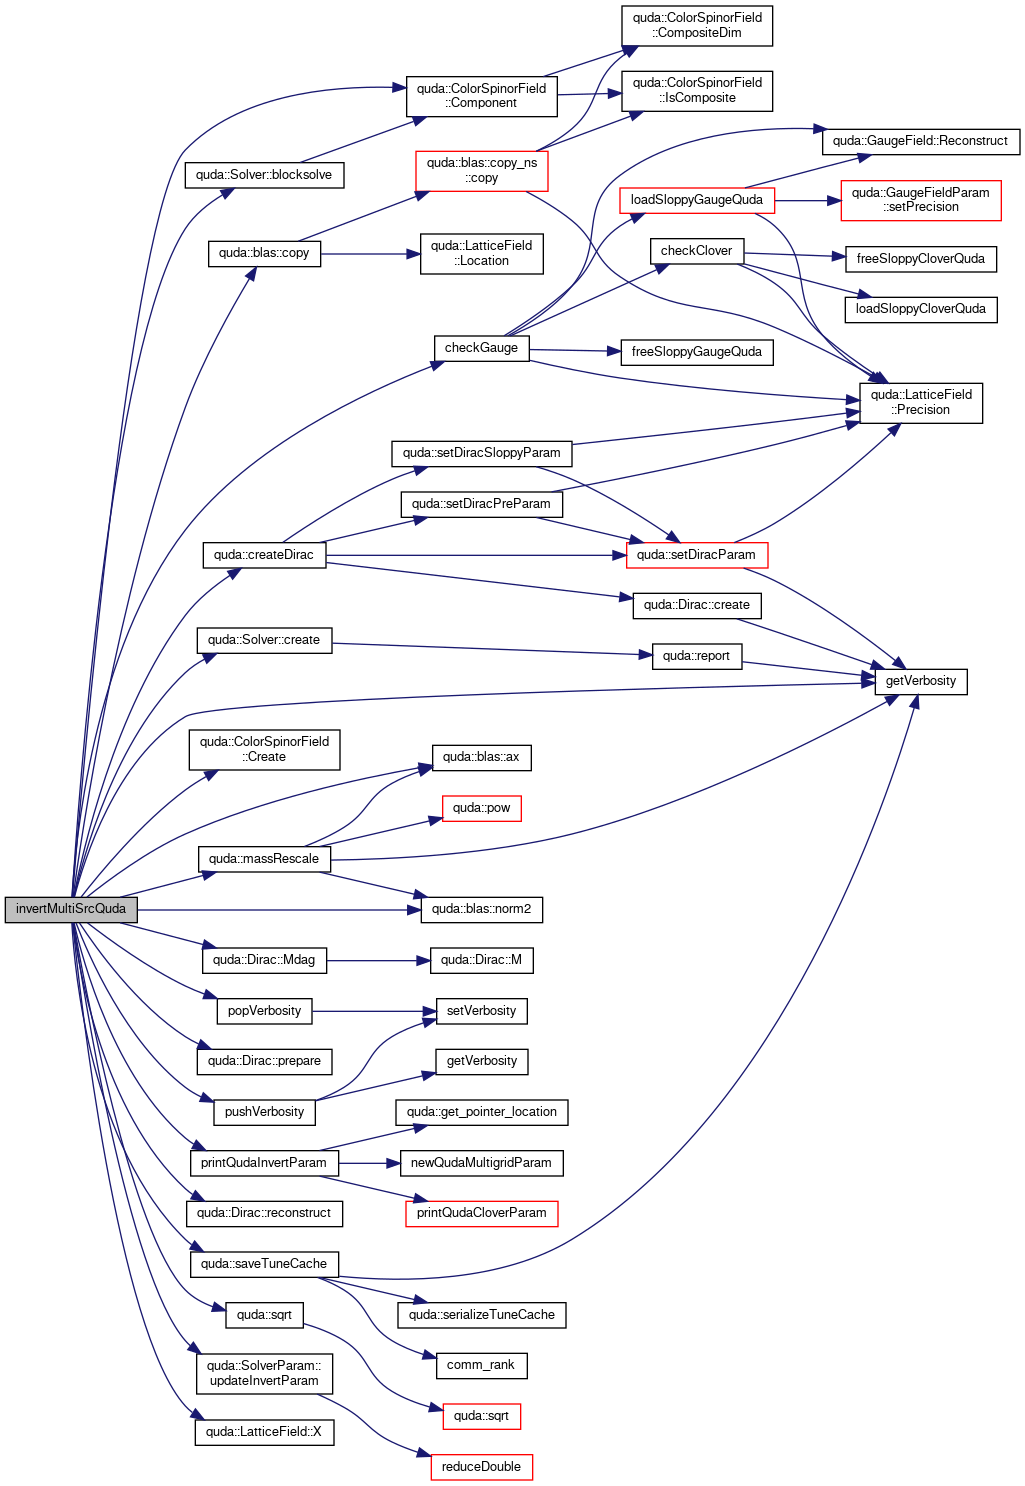 quda::ColorSpinorField
::CompositeDim
quda::ColorSpinorField
::Component
quda::ColorSpinorField
::IsComposite
quda::GaugeField::Reconstruct
quda::Solver::blocksolve
quda::blas::copy_ns
::copy
loadSloppyGaugeQuda
quda::GaugeFieldParam
::setPrecision
quda::blas::copy
quda::LatticeField
::Location
checkClover
freeSloppyCloverQuda
loadSloppyCloverQuda
checkGauge
freeSloppyGaugeQuda
quda::LatticeField
::Precision
quda::setDiracSloppyParam
quda::setDiracPreParam
quda::createDirac
quda::setDiracParam
quda::Dirac::create
quda::Solver::create
quda::report
getVerbosity
quda::ColorSpinorField
::Create
quda::blas::ax
quda::pow
quda::massRescale
invertMultiSrcQuda
quda::blas::norm2
quda::Dirac::Mdag
quda::Dirac::M
popVerbosity
setVerbosity
quda::Dirac::prepare
getVerbosity
pushVerbosity
quda::get_pointer_location
printQudaInvertParam
newQudaMultigridParam
quda::Dirac::reconstruct
printQudaCloverParam
quda::saveTuneCache
quda::sqrt
quda::serializeTuneCache
quda::SolverParam::
updateInvertParam
comm_rank
quda::sqrt
quda::LatticeField::X
reduceDouble